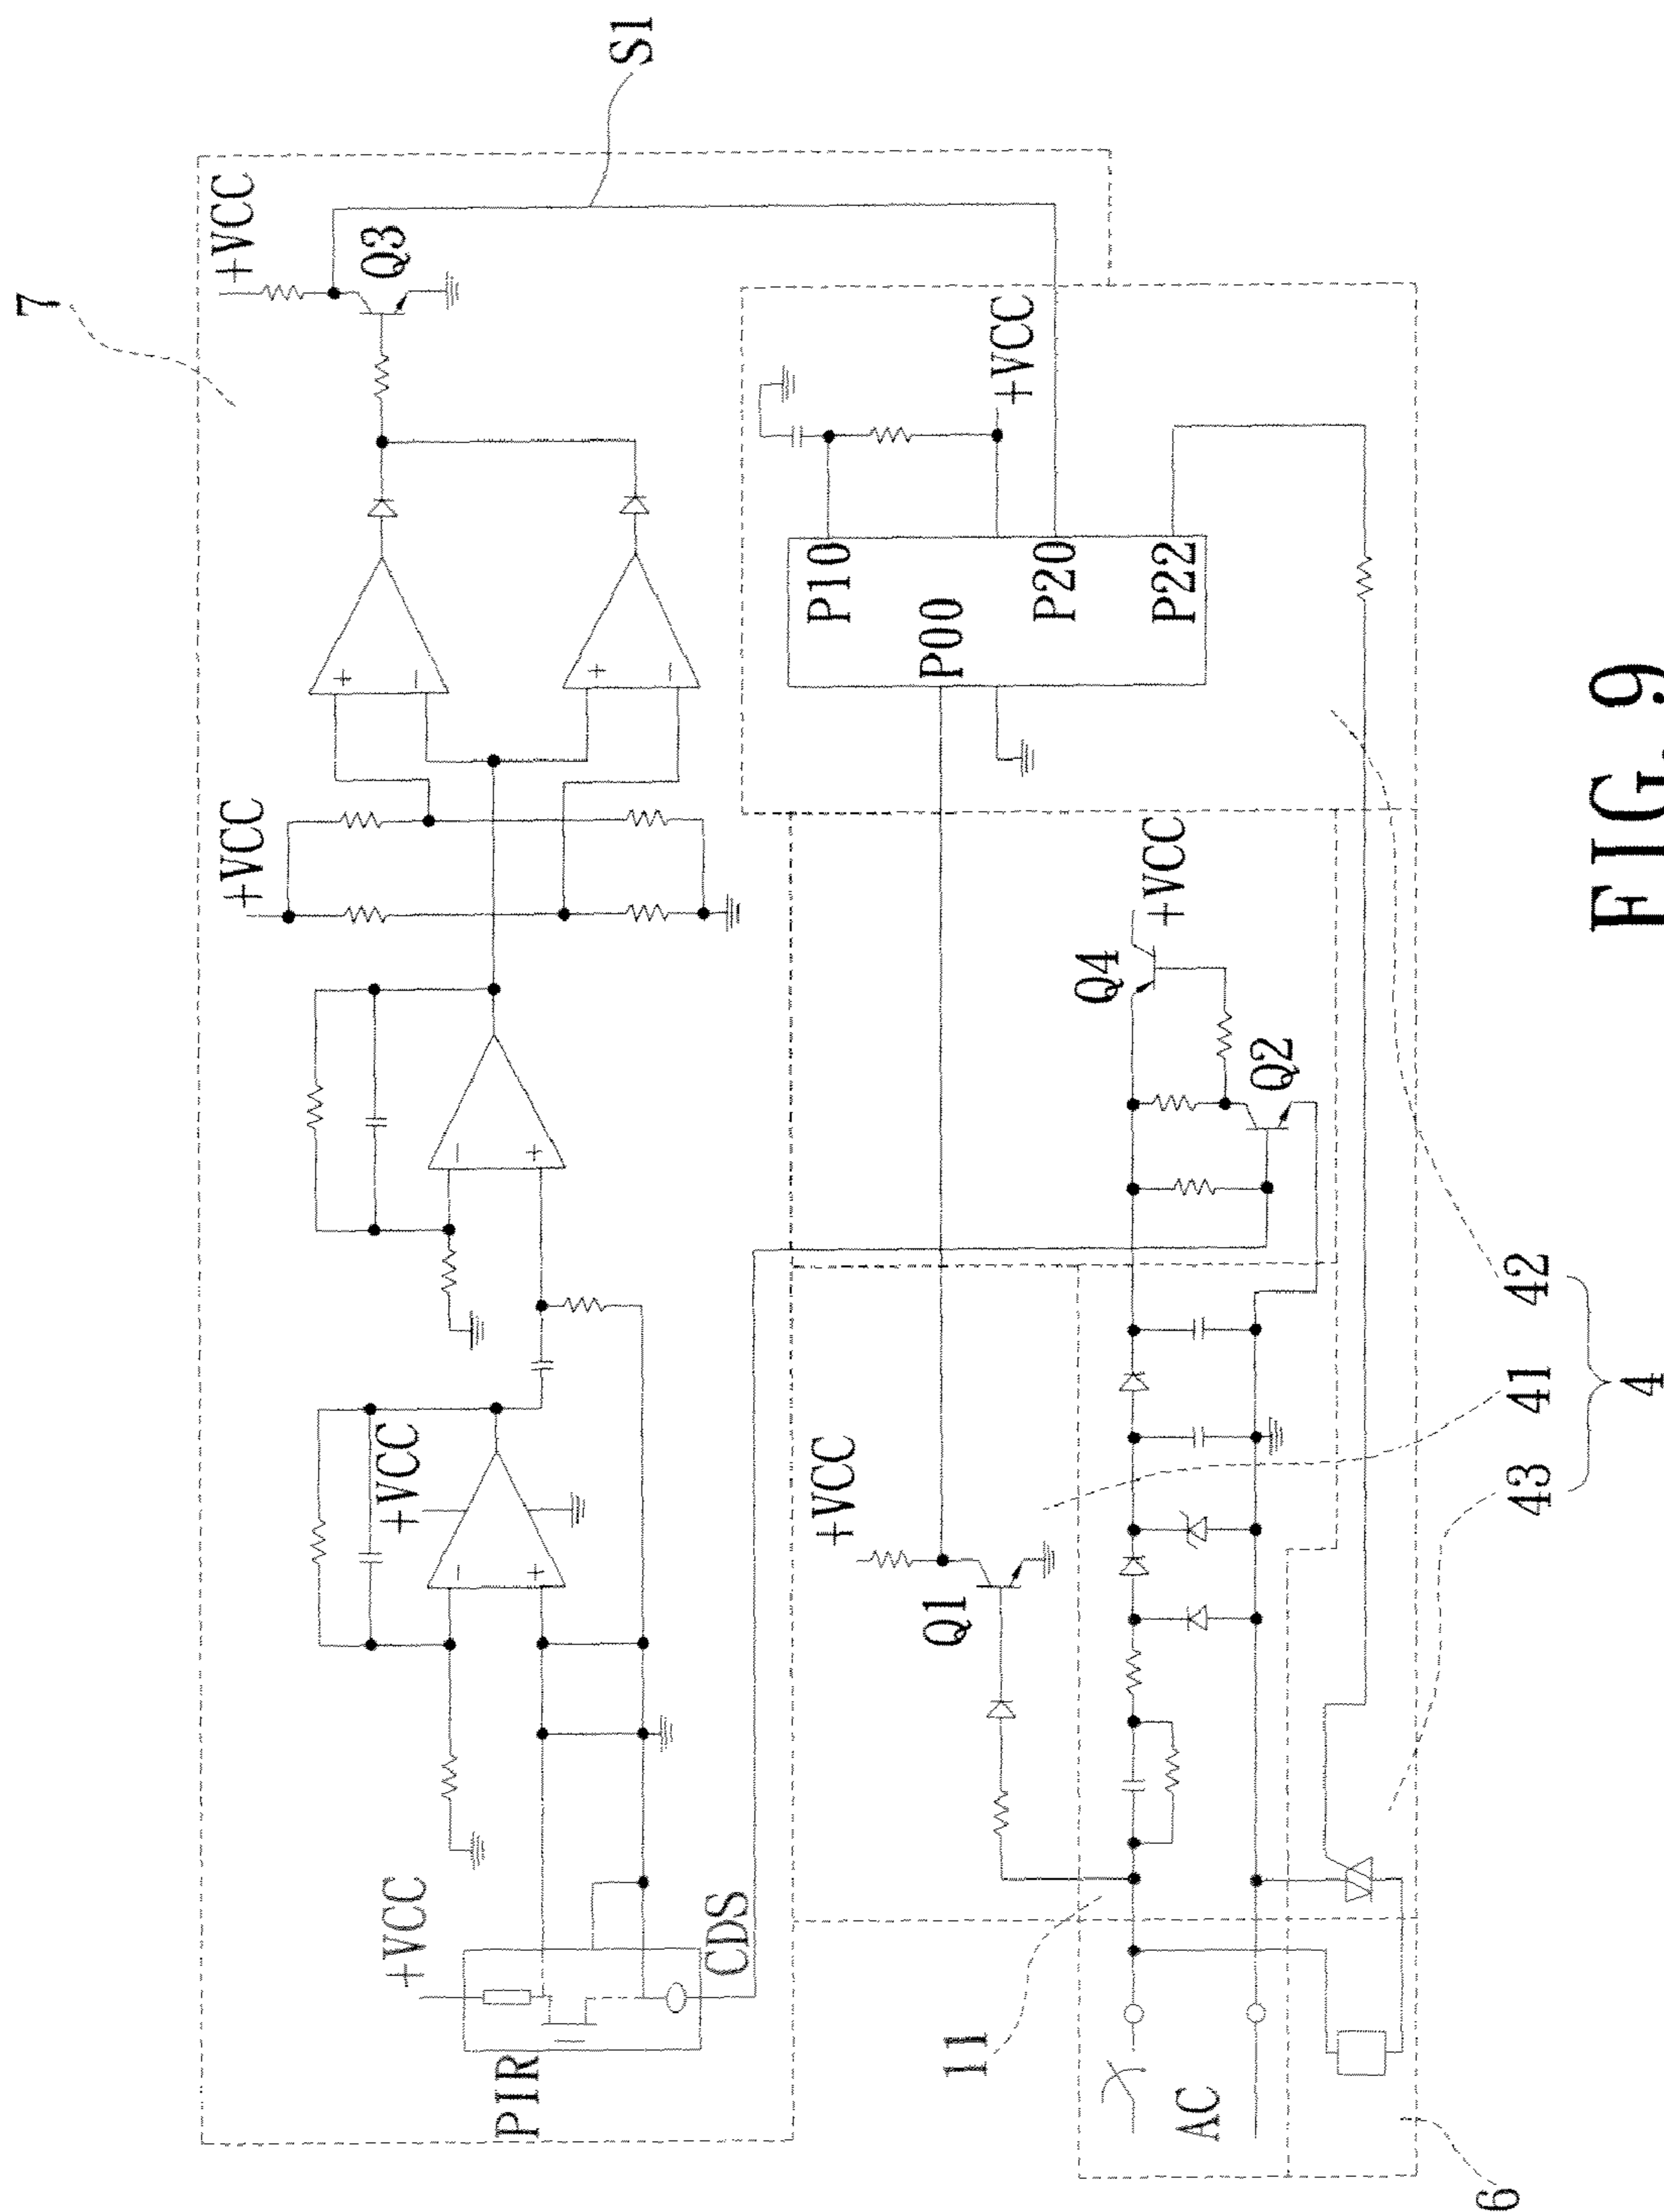 7
S1
+VCC
Q3
+VCC
+VCC
+VCC
PIR
CDS
P10
P00
P20
P22
+VCC
+VCC
Q4
Q2
+VCC
Q1
11
AC
6
43
41
42
4
FIG. 9